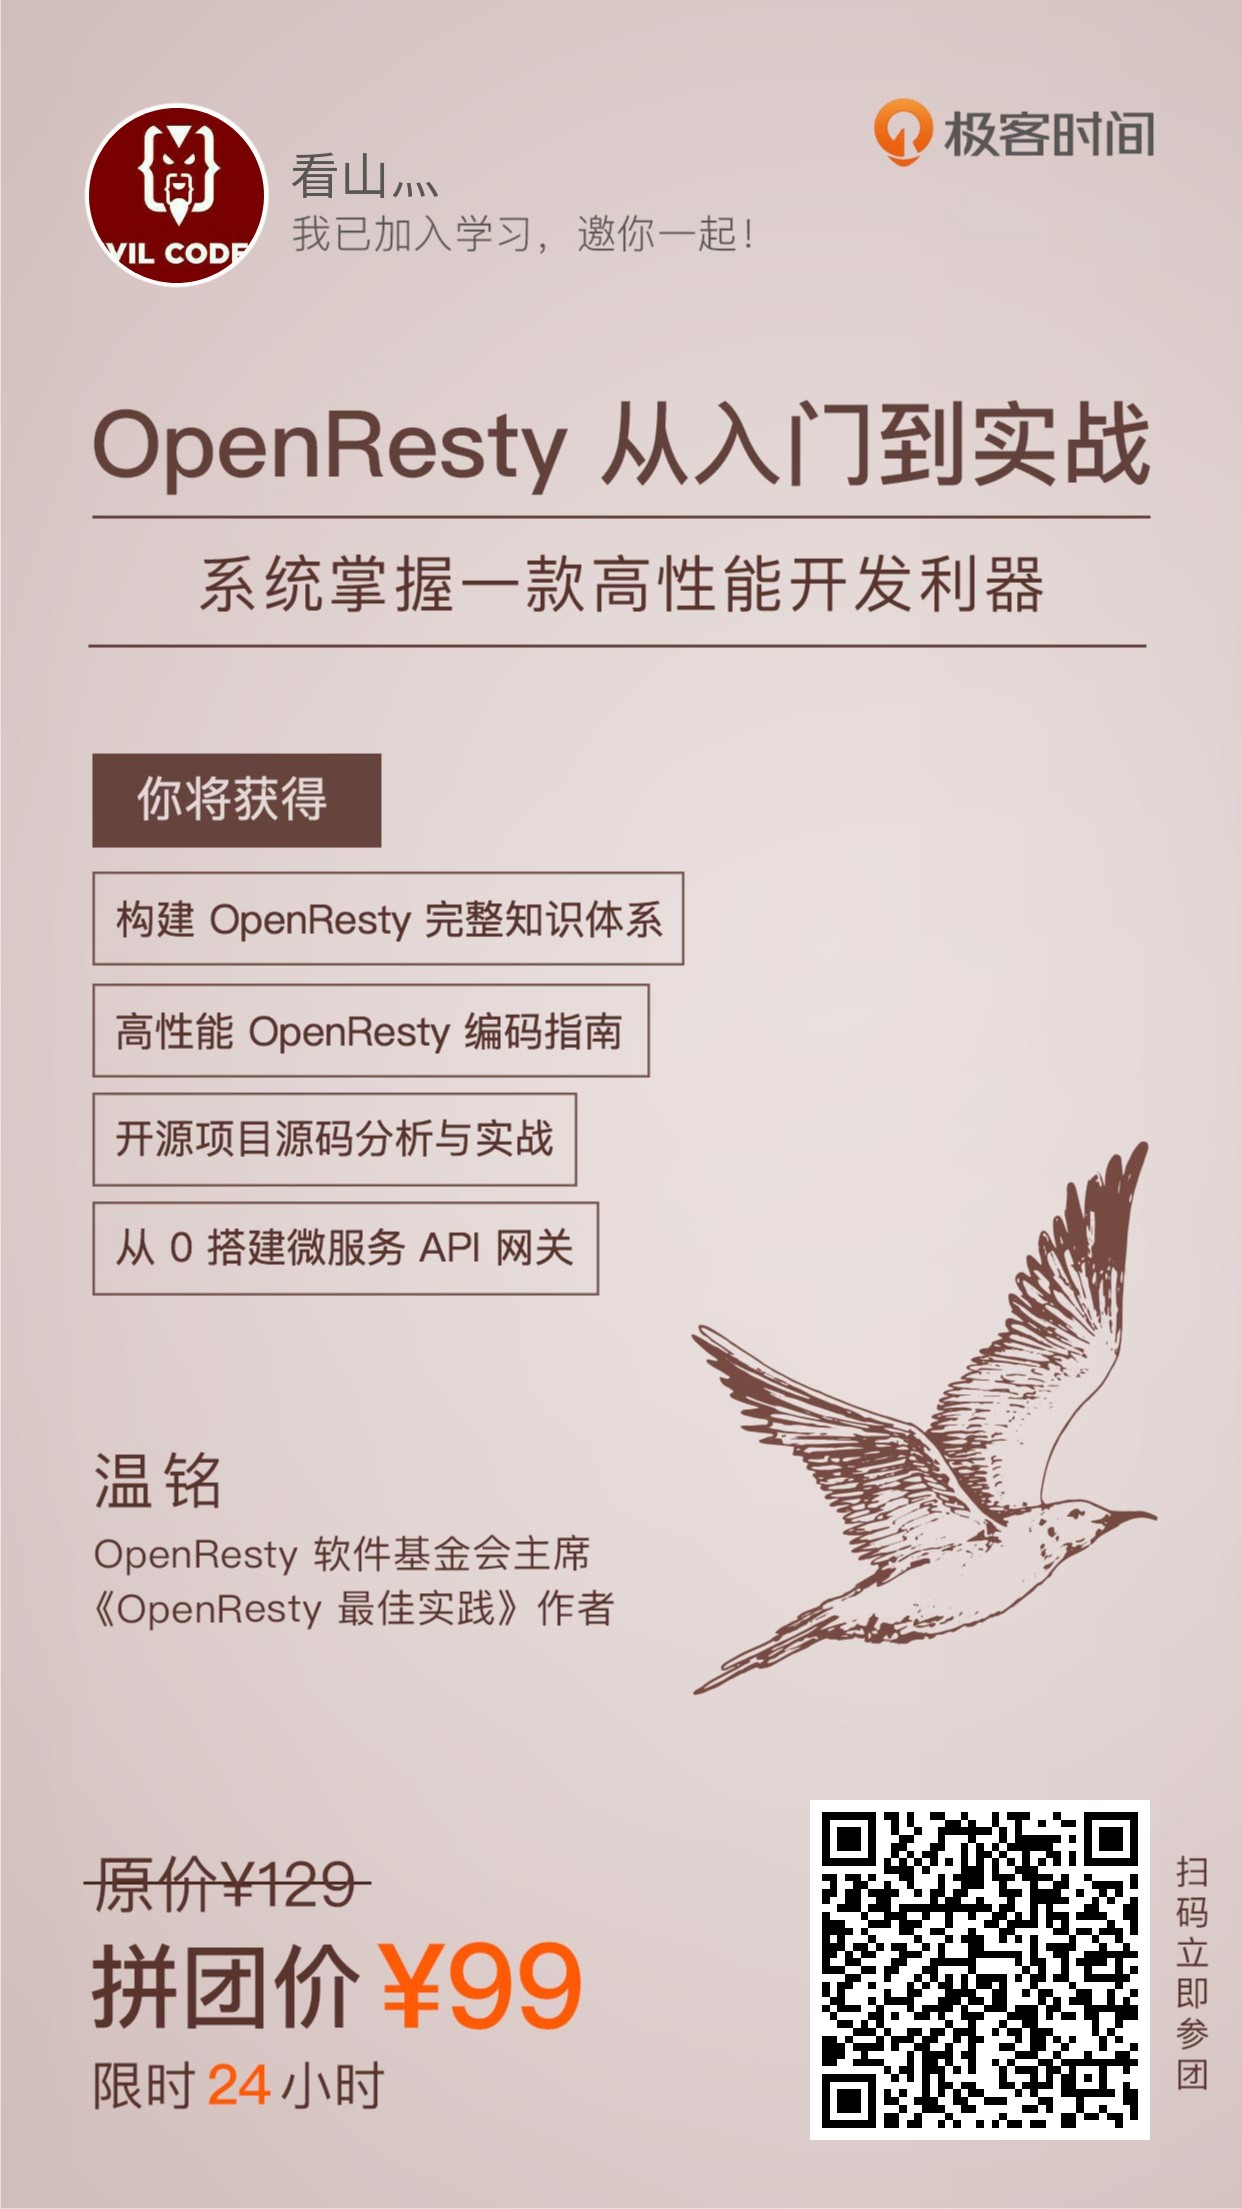 极客时间
VIL CODE
看山灬
我已加入学习，邀你一起！
OpenResty 从入门到实战
系统掌握一款高性能开发利器
你将获得
构建 OpenResty 完整知识体系
高性能 OpenResty 编码指南
开源项目源码分析与实战
从 0 搭建微服务 API 网关
温铭
OpenResty 软件基金会主席
《OpenResty 最佳实践》作者
原价¥129
拼团价 ¥99
限时 24 小时
扫码立即参团